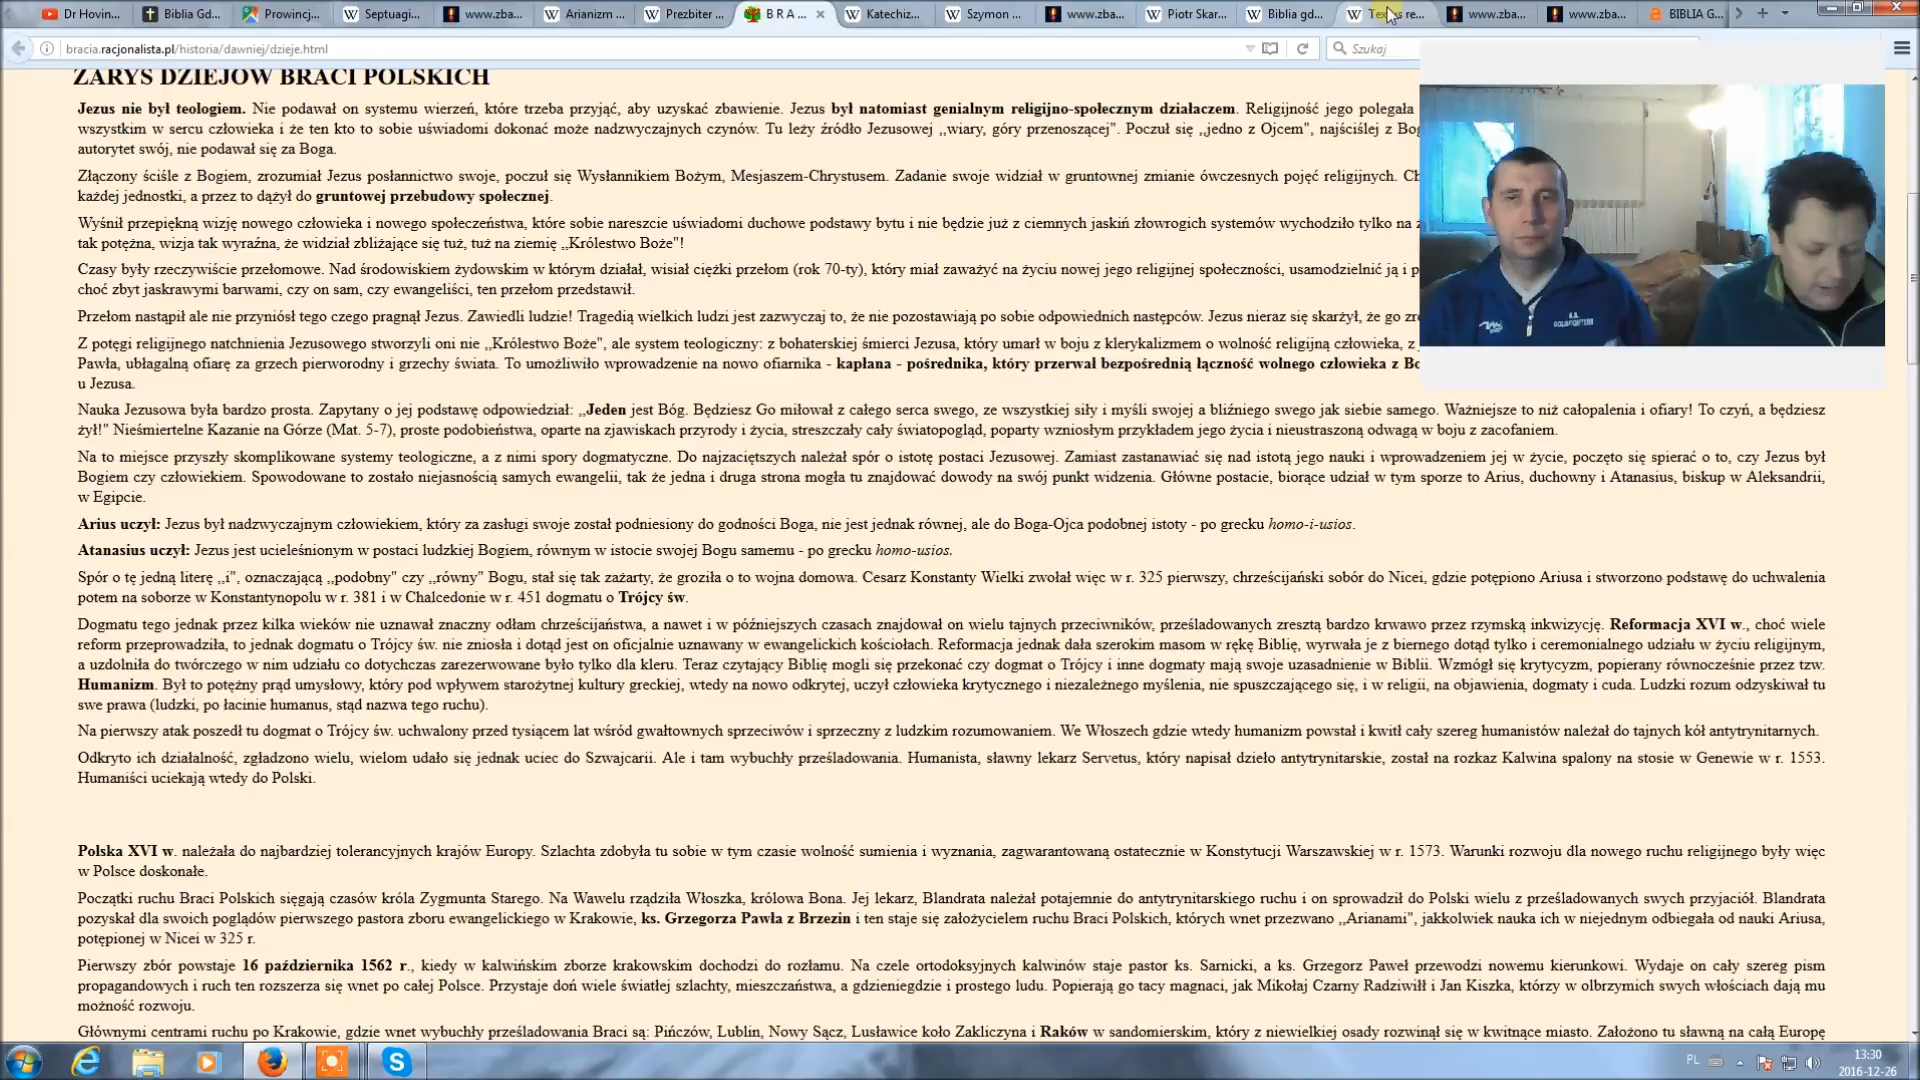 Dr Hovin... Biblia Gd... Prowincj... Septuagi... www.zba... Arianizm ... Prezbiter ... B R A ... Katechiz... Szymon ... www.zba... Piotr Skar... Biblia gd... www.zba... www.zba... BIBLIA G...
bracia.racjonalista.pl/historia/dawniej/dzieje.html Szukaj
ZARYS DZIEJÓW BRACI POLSKICH
Jezus nie był teologiem. Nie podawał on systemu wierzeń, które trzeba przyjąć, aby uzyskać zbawienie. Jezus był natomiast genialnym religijno-społecznym działaczem. Religijność jego polegała
wszystkim w sercu człowieka i że ten kto to sobie uświadomi dokonać może nadzwyczajnych czynów. Tu leży źródło Jezusowej ,,wiary, góry przenoszącej". Poczuł się ,,jedno z Ojcem", najściślej z
autorytet swój, nie podawał się za Boga.
Złączony ściśle z Bogiem, zrozumiał Jezus posłannictwo swoje, poczuł się Wysłannikiem Bożym, Mesjaszem-Chrystusem. Zadanie swoje widział w gruntownej zmianie ówczesnych pojęć religijnych.
każdej jednostki, a przez to dążył do gruntownej przebudowy społecznej.
Wyśnił przepiękną wizję nowego człowieka i nowego społeczeństwa, które sobie nareszcie uświadomi duchowe podstawy bytu i nie będzie już z ciemnych jaskiń złowrogich systemów wychodziło tylko na
tak potężna, wizja tak wyraźna, że widział zbliżające się tuż, tuż na ziemię ,,Królestwo Boże"!
Czasy były rzeczywiście przełomowe. Nad środowiskiem żydowskim w którym działał, wisiał ciężki przełom (rok 70-ty), który miał zaważyć na życiu nowej jego religijnej społeczności, usamodzielnić ją i
choć zbyt jaskrawymi barwami, czy on sam, czy ewangeliści, ten przełom przedstawił.
Przełom nastąpił ale nie przyniósł tego czego pragnął Jezus. Zawiedli ludzie! Tragedią wielkich ludzi jest zazwyczaj to, że nie pozostawiają po sobie odpowiednich następców. Jezus nieraz się skarżył, że go
Z potęgi religijnego natchnienia Jezusowego stworzyli oni nie ,,Królestwo Boże", ale system teologiczny: z bohaterskiej śmierci Jezusa, który umarł w boju z klerykalizmem o wolność religijną człowieka, z
Pawła, ubłagalną ofiarę za grzech pierworodny i grzechy świata. To umożliwiło wprowadzenie na nowo ofiarnika - kapłana - pośrednika, który przerwał bezpośrednią łączność wolnego człowieka z
u Jezusa.
Nauka Jezusowa była bardzo prosta. Zapytany o jej podstawę odpowiedział: ,,Jeden jest Bóg. Będziesz Go miłował z całego serca swego, ze wszystkiej siły i myśli swojej a bliźniego swego jak siebie samego. Ważniejsze to niż całopalenia i ofiary! To czyń, a będziesz
żył!" Nieśmiertelne Kazanie na Górze (Mat. 5-7), proste podobieństwa, oparte na zjawiskach przyrody i życia, streszczały cały światopogląd, poparty wzniosłym przykładem jego życia i nieustraszoną odwagą w boju z zacofaniem.
Na to miejsce przyszły skomplikowane systemy teologiczne, a z nimi spory dogmatyczne. Do najzaciętszych należał spór o istotę postaci Jezusowej. Zamiast zastanawiać się nad istotą jego nauki i wprowadzeniem jej w życie, poczęto się spierać o to, czy Jezus był
Bogiem czy człowiekiem. Spowodowane to zostało niejasnością samych ewangelii, tak że jedna i druga strona mogła tu znajdować dowody na swój punkt widzenia. Główne postacie, biorące udział w tym sporze to Arius, duchowny i Atanasius, biskup w Aleksandrii,
w Egipcie.
Arius uczył: Jezus był nadzwyczajnym człowiekiem, który za zasługi swoje został podniesiony do godności Boga, nie jest jednak równej, ale do Boga-Ojca podobnej istoty - po grecku homo-i-usios.
Atanasius uczył: Jezus jest ucieleśnionym w postaci ludzkiej Bogiem, równym w istocie swojej Bogu samemu - po grecku homo-usios.
Spór o tę jedną literę ,,i", oznaczającą ,,podobny" czy ,,równy" Bogu, stał się tak zażarty, że groziła o to wojna domowa. Cesarz Konstanty Wielki zwołał więc w r. 325 pierwszy, chrześcijański sobór do Nicei, gdzie potępiono Ariusa i stworzono podstawę do uchwalenia
potem na soborze w Konstantynopolu w r. 381 i w Chalcedonie w r. 451 dogmatu o Trójcy św.
Dogmatu tego jednak przez kilka wieków nie uznawał znaczny odłam chrześcijaństwa, a nawet i w późniejszych czasach znajdował on wielu tajnych przeciwników, prześladowanych zresztą bardzo krwawo przez rzymską inkwizycję. Reformacja XVI w., choć wiele
reform przeprowadziła, to jednak dogmatu o Trójcy św. nie zniosła i dotąd jest on oficjalnie uznawany w ewangelickich kościołach. Reformacja jednak dała szerokim masom w rękę Biblię, wyrwała je z biernego dotąd tylko i ceremonialnego udziału w życiu religijnym,
a uzdolniła do twórczego w nim udziału co dotychczas zarezerwowane było tylko dla kleru. Teraz czytający Biblię mogli się przekonać czy dogmat o Trójcy i inne dogmaty mają swoje uzasadnienie w Biblii. Wzmógł się krytycyzm, popierany równocześnie przez tzw.
Humanizm. Był to potężny prąd umysłowy, który pod wpływem starożytnej kultury greckiej, wtedy na nowo odkrytej, uczył człowieka krytycznego i niezależnego myślenia, nie spuszczającego się, i w religii, na objawienia, dogmaty i cuda. Ludzki rozum odzyskiwał tu
swe prawa (ludzki, po łacinie humanus, stąd nazwa tego ruchu).
Na pierwszy atak poszedł tu dogmat o Trójcy św. uchwalony przed tysiącem lat wśród gwałtownych sprzeciwów i sprzeczny z ludzkim rozumowaniem. We Włoszech gdzie wtedy humanizm powstał i kwitł cały szereg humanistów należał do tajnych kół antytrynitarnych.
Odkryto ich działalność, zgładzono wielu, wielom udało się jednak uciec do Szwajcarii. Ale i tam wybuchły prześladowania. Humanista, sławny lekarz Servetus, który napisał dzieło antytrynitarskie, został na rozkaz Kalwina spalony na stosie w Genewie w r. 1553.
Humaniści uciekają wtedy do Polski.
Polska XVI w. należała do najbardziej tolerancyjnych krajów Europy. Szlachta zdobyła tu sobie w tym czasie wolność sumienia i wyznania, zagwarantowaną ostatecznie w Konstytucji Warszawskiej w r. 1573. Warunki rozwoju dla nowego ruchu religijnego były więc
w Polsce doskonałe.
Początki ruchu Braci Polskich sięgają czasów króla Zygmunta Starego. Na Wawelu rządziła Włoszka, królowa Bona. Jej lekarz, Blandrata należał potajemnie do antytrynitarskiego ruchu i on sprowadził do Polski wielu z prześladowanych swych przyjaciół. Blandrata
pozyskał dla swoich poglądów pierwszego pastora zboru ewangelickiego w Krakowie, ks. Grzegorza Pawła z Brzezin i ten staje się założycielem ruchu Braci Polskich, których wnet przezwano ,,Arianami", jakkolwiek nauka ich w niejednym odbiegała od nauki Ariusa,
potępionej w Nicei w 325 r.
Pierwszy zbór powstaje 16 października 1562 r., kiedy w kalwińskim zborze krakowskim dochodzi do rozłamu. Na czele ortodoksyjnych kalwinów staje pastor ks. Sarnicki, a ks. Grzegorz Paweł przewodzi nowemu kierunkowi. Wydaje on cały szereg pism
propagandowych i ruch ten rozszerza się wnet po całej Polsce. Przystaje doń wiele światłej szlachty, mieszczaństwa, a gdzieniegdzie i prostego ludu. Popierają go tacy magnaci, jak Mikołaj Czarny Radziwiłł i Jan Kiszka, którzy w olbrzymich swych włościach dają mu
możność rozwoju.
Głównymi centrami ruchu po Krakowie, gdzie wnet wybuchły prześladowania Braci są: Pińczów, Lublin, Nowy Sącz, Lusławice koło Zakliczyna i Raków w sandomierskim, który z niewielkiej osady rozwinął się w kwitnące miasto. Założono tu sławną na całą Europę
PL 13:30
2016-12-26